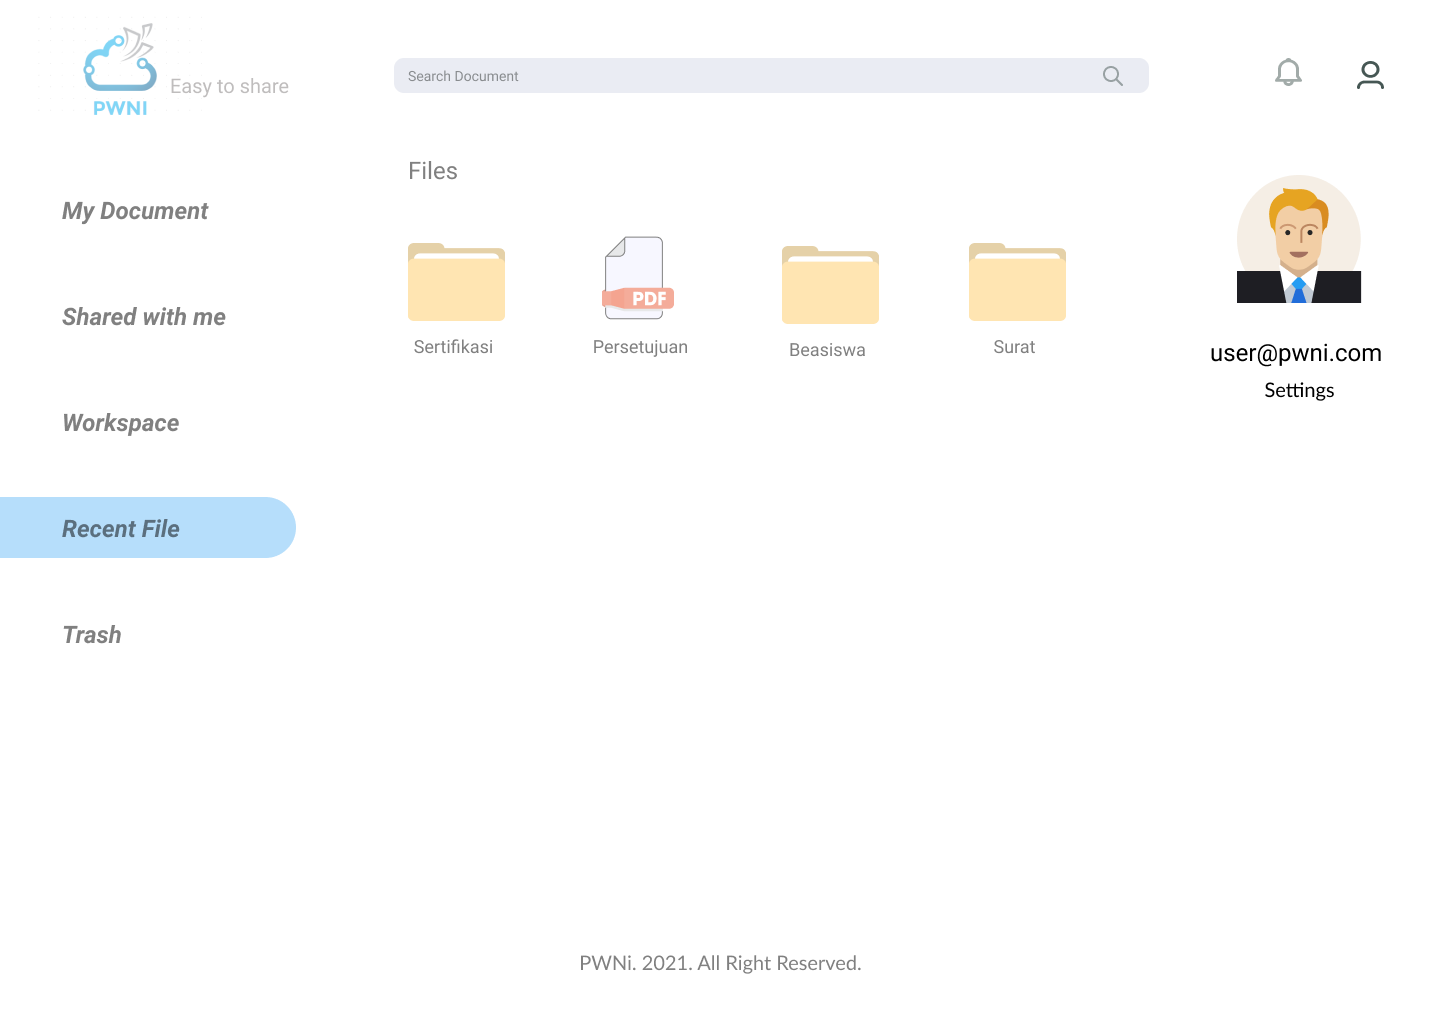 PWNI
Easy to share
Search Document
My Document
Shared with me
Workspace
Recent File
Trash
Files
Sertifikasi
PDF
Persetujuan
Beasiswa
Surat
user@pwni.com
Settings
PWNi. 2021. All Right Reserved.